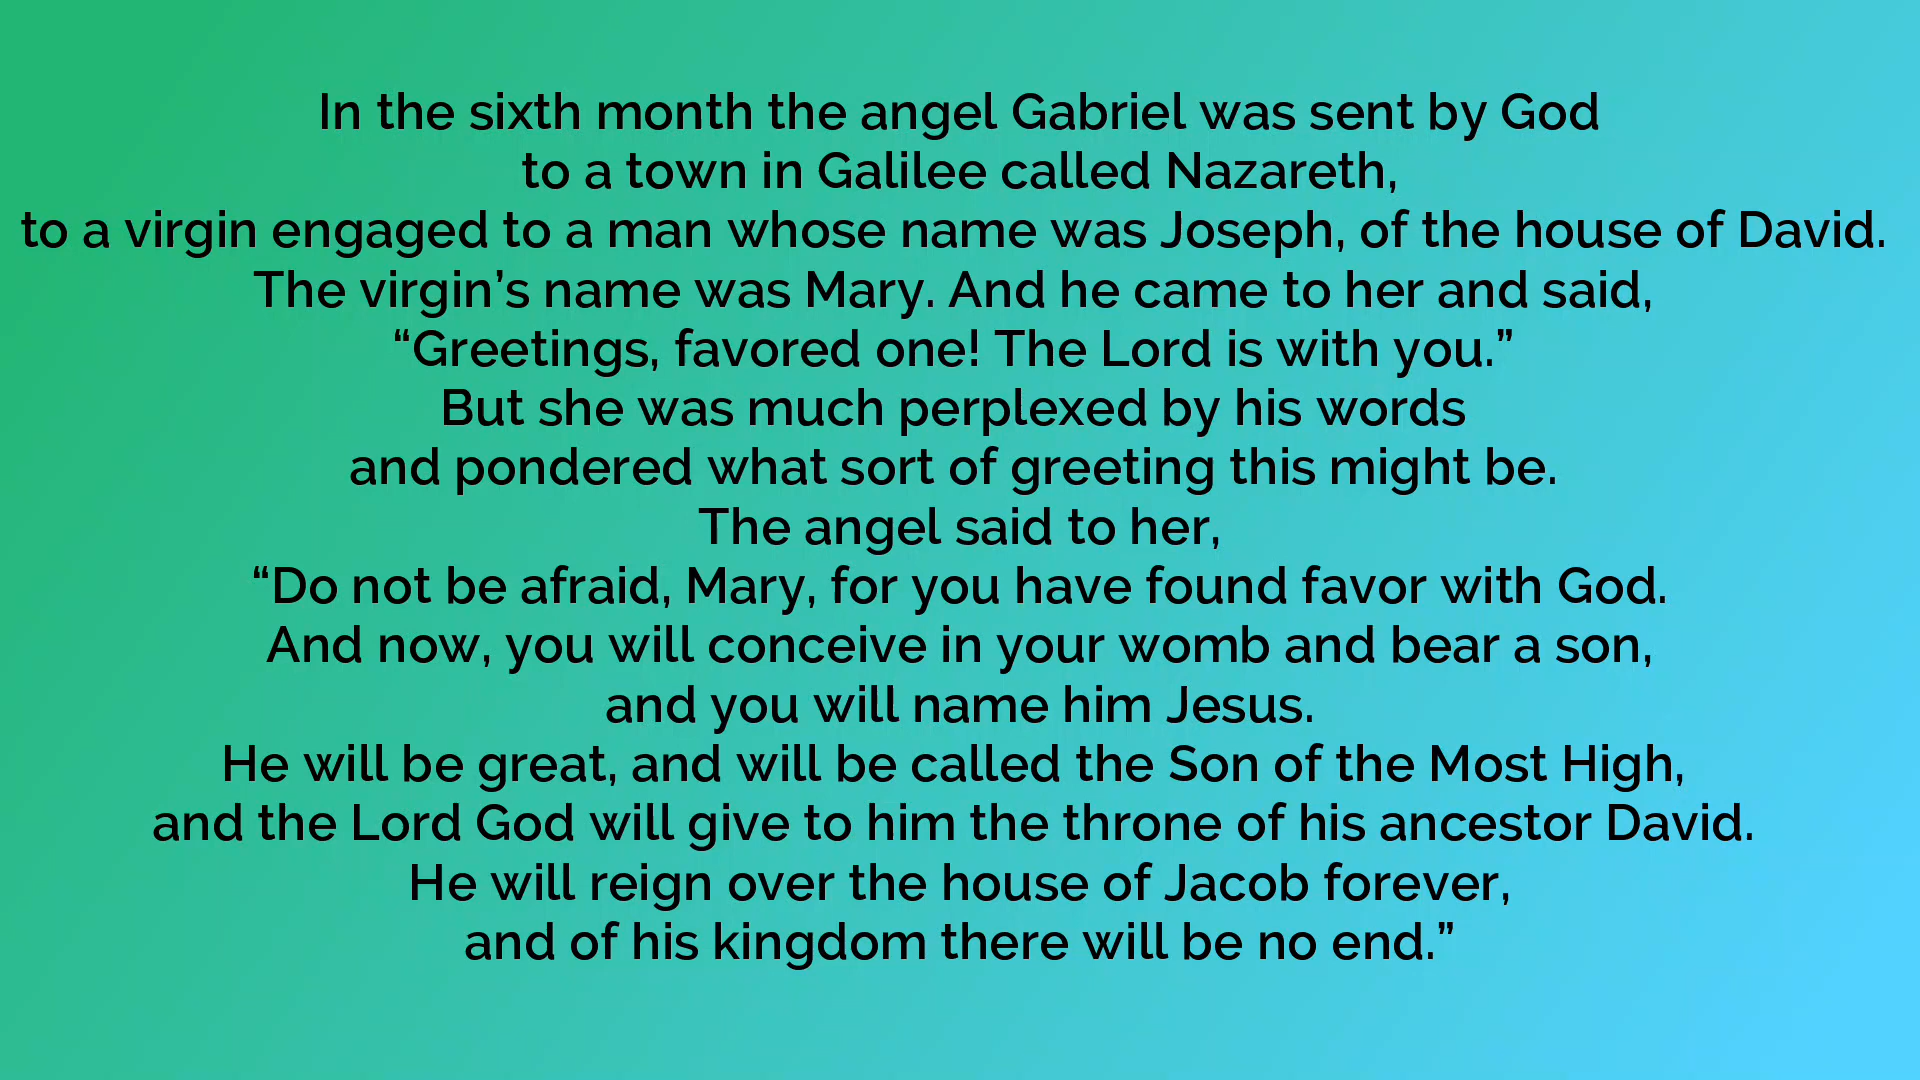 In the sixth month the angel Gabriel was sent by God
to a town in Galilee called Nazareth,
to a virgin engaged to a man whose name was Joseph, of the house of David.
The virgin’s name was Mary. And he came to her and said,
“Greetings, favored one! The Lord is with you.”
But she was much perplexed by his words
and pondered what sort of greeting this might be.
The angel said to her,
“Do not be afraid, Mary, for you have found favor with God.
And now, you will conceive in your womb and bear a son,
and you will name him Jesus.
He will be great, and will be called the Son of the Most High,
and the Lord God will give to him the throne of his ancestor David.
He will reign over the house of Jacob forever,
and of his kingdom there will be no end.”